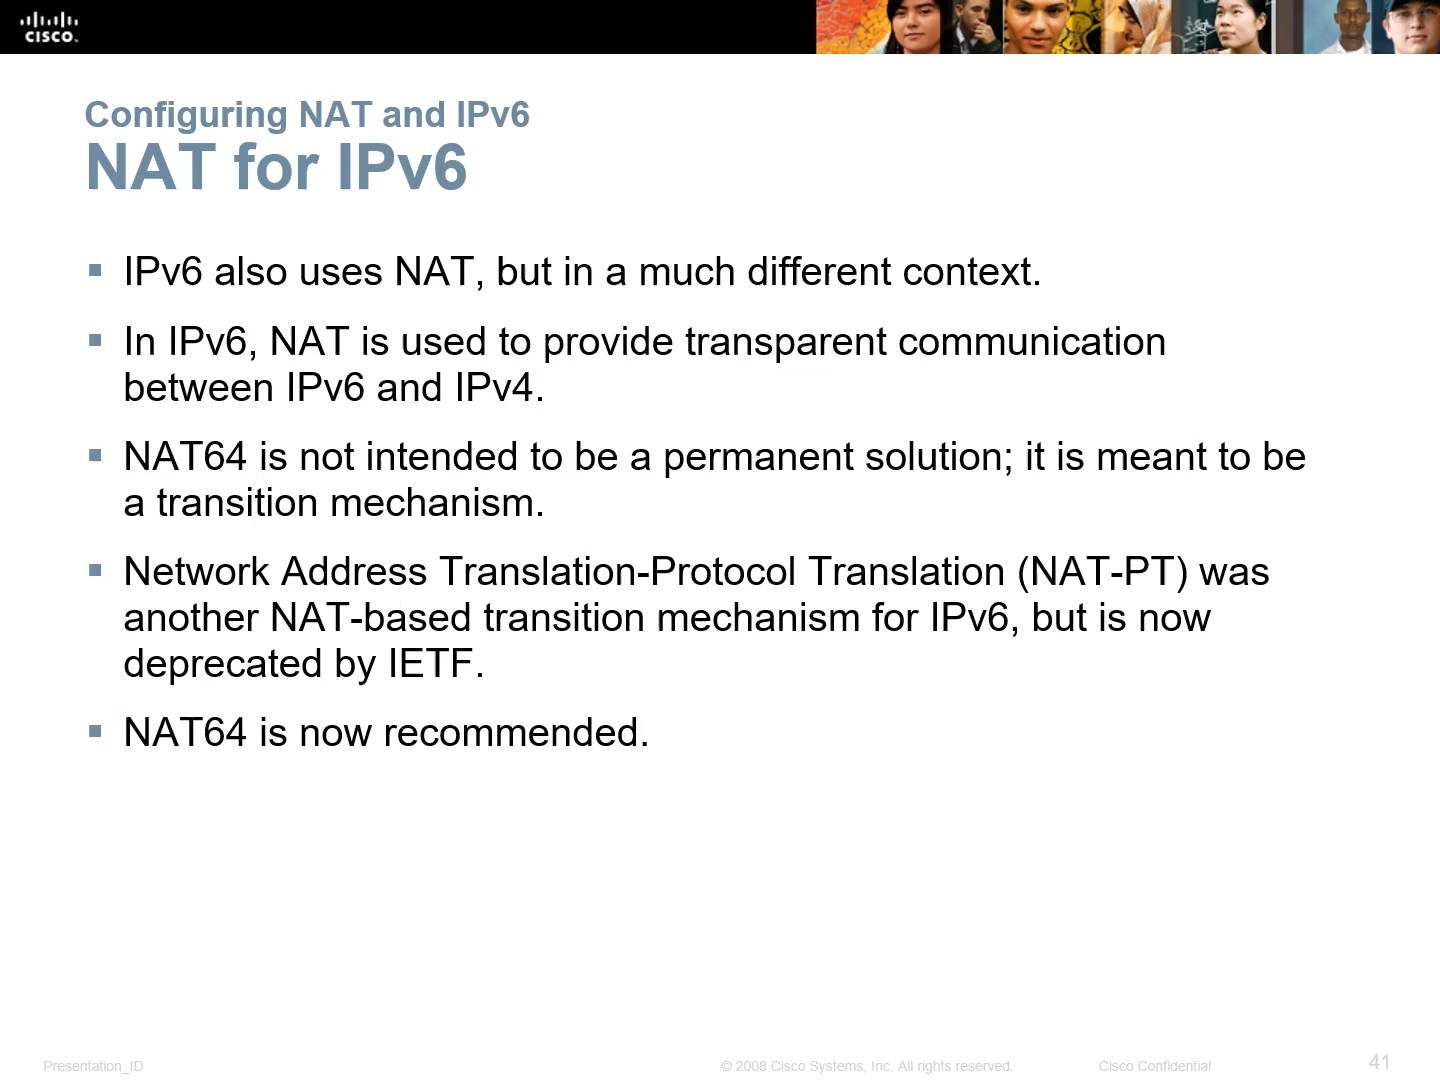 CISCO.
Configuring NAT and IPv6
NAT for IPv6
IPv6 also uses NAT, but in a much different context.
In IPv6, NAT is used to provide transparent communication
between IPv6 and IPv4.
NAT64 is not intended to be a permanent solution; it is meant to be
a transition mechanism.
Network Address Translation-Protocol Translation (NAT-PT) was
another NAT-based transition mechanism for IPv6, but is now
deprecated by IETF.
NAT64 is now recommended.
Presentation_ID
© 2008 Cisco Systems, Inc. All rights reserved.
Cisco Confidential
41